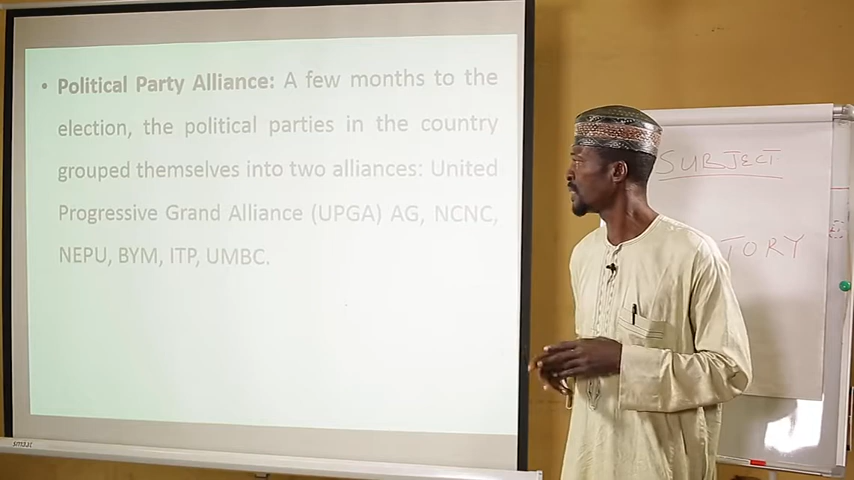 • Political Party Alliance: A few months to the
election, the political parties in the country
grouped themselves into two alliances: United
Progressive Grand Alliance (UPGA) AG, NCNC,
NEPU, BYM, ITP, UMBC.
SUBJECT
TORY
smaat